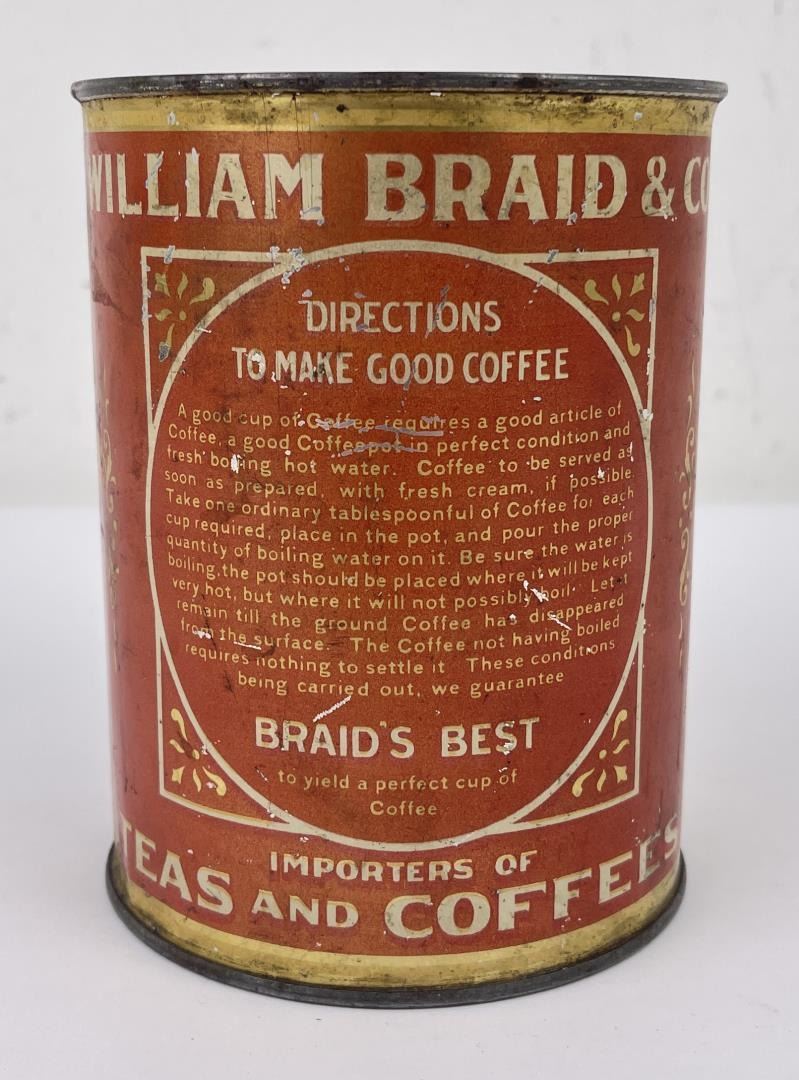 WILLIAM BRAID & CO
DIRECTIONS
TO MAKE GOOD COFFEE
A good cup of Coffee requires a good article of
Coffee, a good Coffeepot in perfect condition and
fresh boiling hot water. Coffee to be served as
soon as prepared, with fresh cream, if possible
Take one ordinary tablespoonful of Coffee for each
cup required, place in the pot, and pour the proper
quantity of boiling water on it. Be sure the water is
boiling, the pot should be placed where it will be kept
very hot, but where it will not possibly boil. Let it
remain till the ground Coffee has disappeared
from the surface. The Coffee not having boiled
requires nothing to settle it These conditions
being carried out, we guarantee
BRAID'S BEST
to yield a perfect cup of
Coffee
IMPORTERS OF
TEAS AND COFFEES